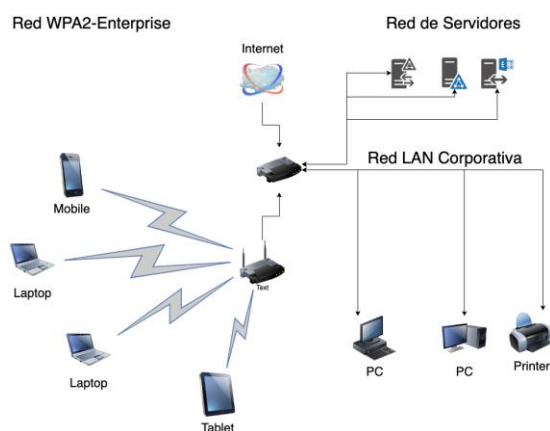 Red WPA2-Enterprise
Red de Servidores
Internet
Red LAN Corporativa
Mobile
Text
Laptop
PC
PC
Printer
Laptop
Tablet